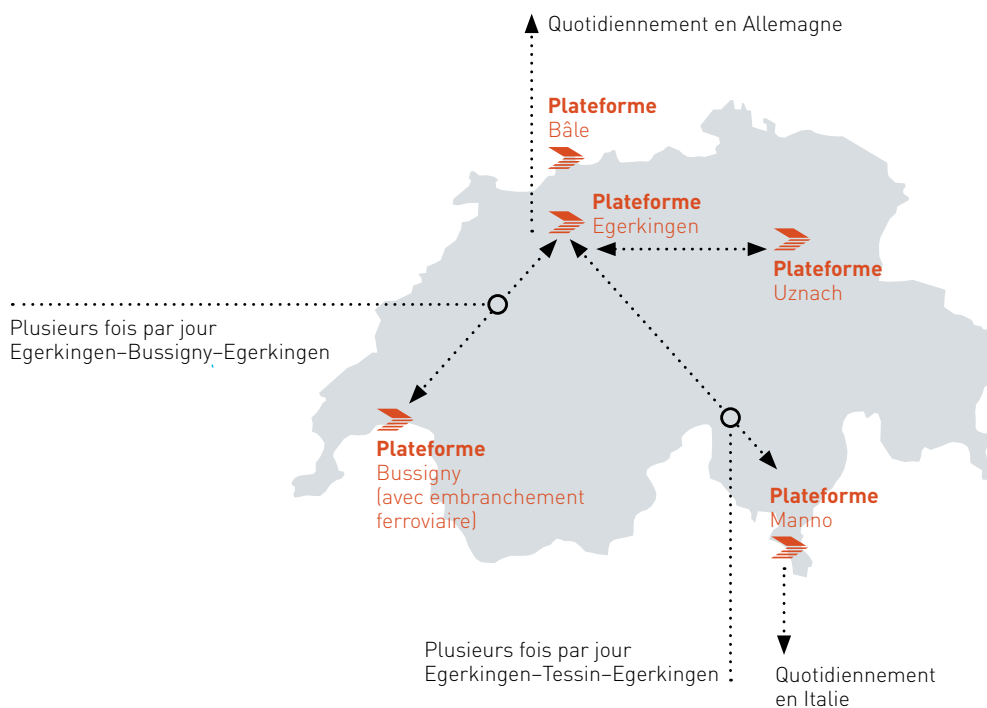 Quotidiennement en Allemagne
Plateforme
Bâle
Plateforme
Egerkingen
Plateforme
Uznach
Plusieurs fois par jour
Egerkingen–Bussigny–Egerkingen
Plateforme
Bussigny
(avec embranchement
ferroviaire)
Plateforme
Manno
Plusieurs fois par jour
Egerkingen–Tessin–Egerkingen
Quotidiennement
en Italie